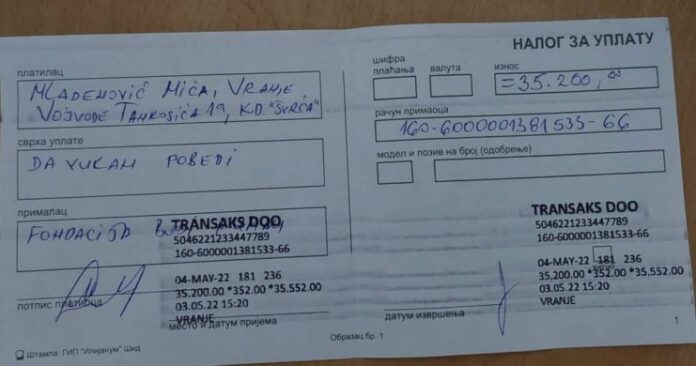 НАЛОГ ЗА УПЛАТУ
платилац
MLADENOVIĆ MIĆA, VRANJE
VOJVODE TANKOSIĆA 19, K.D. "ŠVRĆA"
сврха уплате
DA VUKAN POBEDI
прималац
FONDACIJA
TRANSAKS DOO
5046221233447789
160-6000001381533-66
04-MAY-22 181 236
35,200.00 *352.00 *35,552.00
03.05.22 15:20
VRANJE
потпис платиоца
место и датум пријема
шифра
плаћања
валута
износ
=35.200,00
рачун примаоца
160-6000001381533-66
модел и позив на број (одобрење)
TRANSAKS DOO
5046221233447789
160-6000001381533-66
04-MAY-22 181 236
35,200.00 *352.00 *35,552.00
03.05.22 15:20
VRANJE
датум извршења
Образац бр. 1
1
Штампа: ГИП "Илијанум" Шид